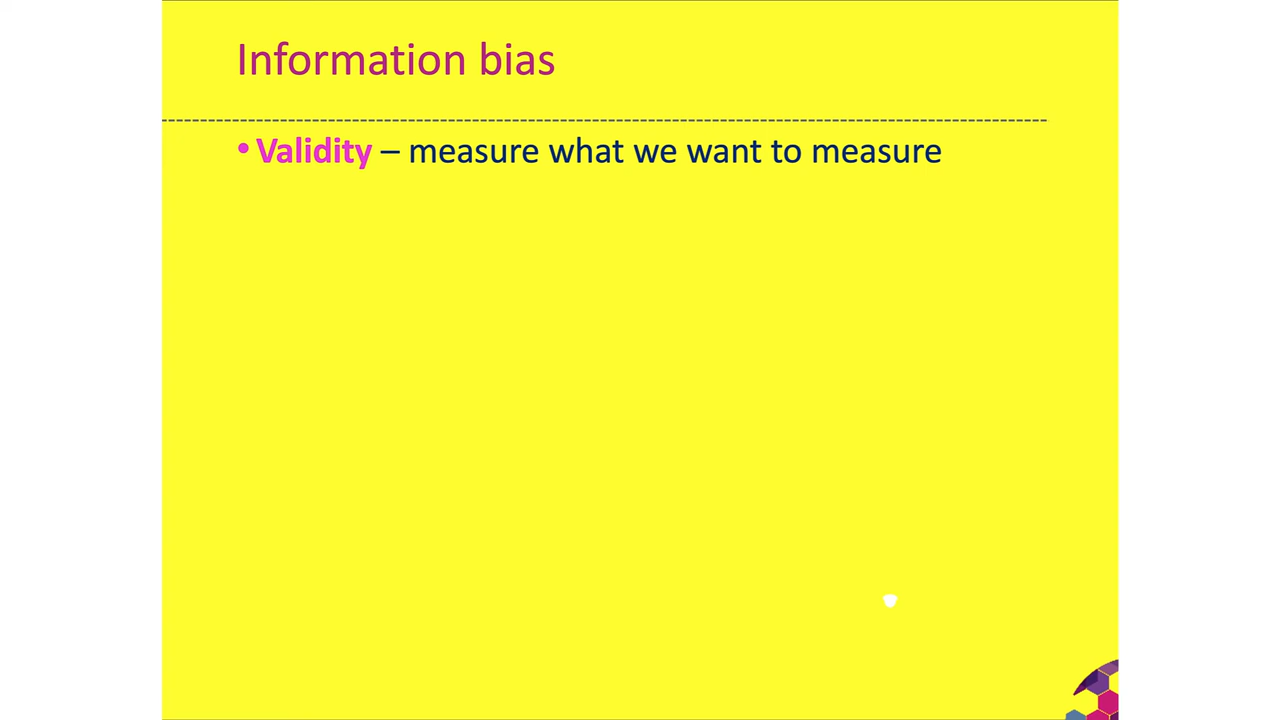 Information bias
• Validity – measure what we want to measure